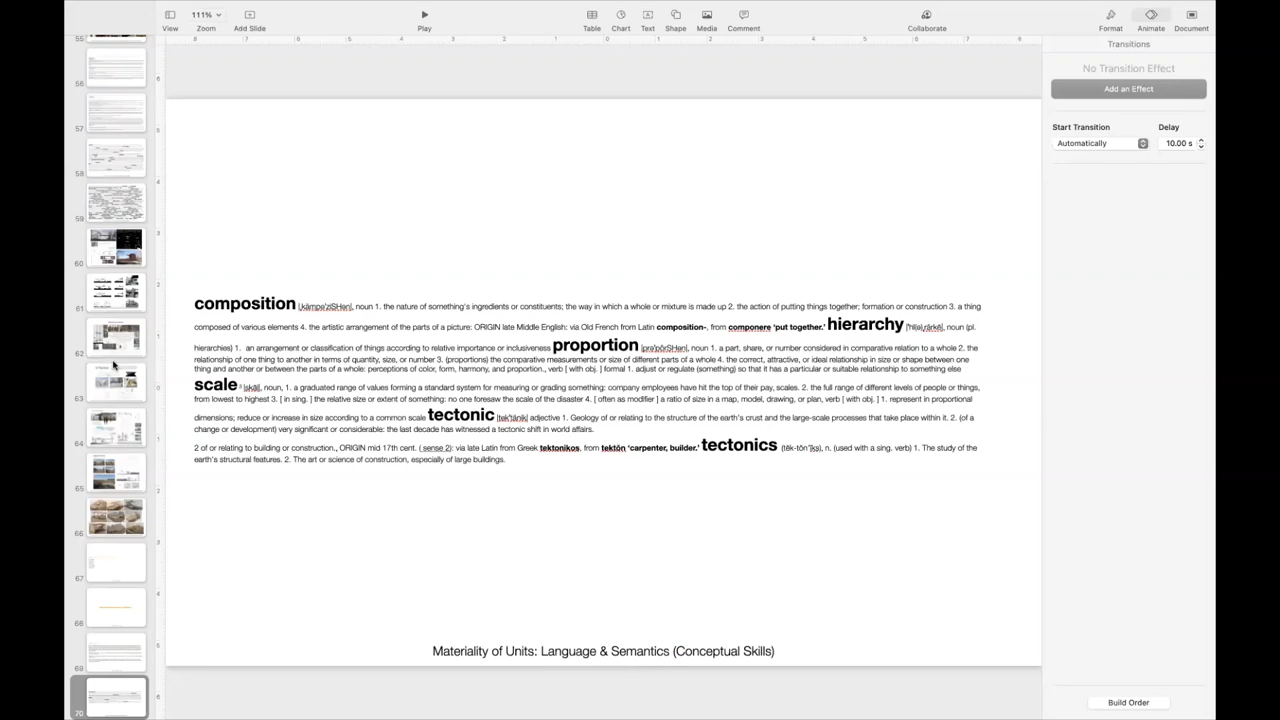 111%
View
Zoom
Add Slide
Play
Table
Chart
Text
Shape
Media
Comment
Collaborate
Format
Animate
Document
Transitions
No Transition Effect
Add an Effect
Start Transition
Delay
Automatically
10.00 s
composition [ˌkämpəˈziSHən], noun 1. the nature of something's ingredients or constituents; the way in which a whole or mixture is made up 2. the action of putting things together; formation or construction 3. a thing
composed of various elements 4. the artistic arrangement of the parts of a picture: ORIGIN late Middle English: via Old French from Latin composition-, from componere ‘put together.’ hierarchy [ˈhī(ə)ˌrärkē], noun (pl.
hierarchies) 1. an arrangement or classification of things according to relative importance or inclusiveness proportion [prəˈpôrSHən], noun 1. a part, share, or number considered in comparative relation to a whole 2. the
relationship of one thing to another in terms of quantity, size, or number 3. (proportions) the comparative measurements or size of different parts of a whole 4. the correct, attractive, or ideal relationship in size or shape between one
thing and another or between the parts of a whole: perceptions of color, form, harmony, and proportion., verb [ with obj. ] formal 1. adjust or regulate (something) so that it has a particular or suitable relationship to something else
scale 3 [skāl], noun, 1. a graduated range of values forming a standard system for measuring or grading something: company employees have hit the top of their pay, scales. 2. the full range of different levels of people or things,
from lowest to highest 3. [ in sing. ] the relative size or extent of something: no one foresaw the scale of the disaster 4. [ often as modifier ] a ratio of size in a map, model, drawing, or plan, verb [ with obj. ] 1. represent in proportional
dimensions; reduce or increase in size according to a common scale tectonic [tekˈtänik] adjective 1. Geology of or relating to the structure of the earth's crust and the large-scale processes that take place within it. 2. (of a
change or development) very significant or considerable: the last decade has witnessed a tectonic shift in world affairs.
2 of or relating to building or construction., ORIGIN mid 17th cent. ( sense 2): via late Latin from Greek tektonikos, from tektōn ‘carpenter, builder.’ tectonics (tĕk-tŏn'ĭks), n. (used with a sing. verb) 1. The study of the
earth's structural features. 2. The art or science of construction, especially of large buildings.
Materiality of Units: Language & Semantics (Conceptual Skills)
Build Order
55
56
57
58
59
60
61
62
63
64
65
66
67
68
69
70